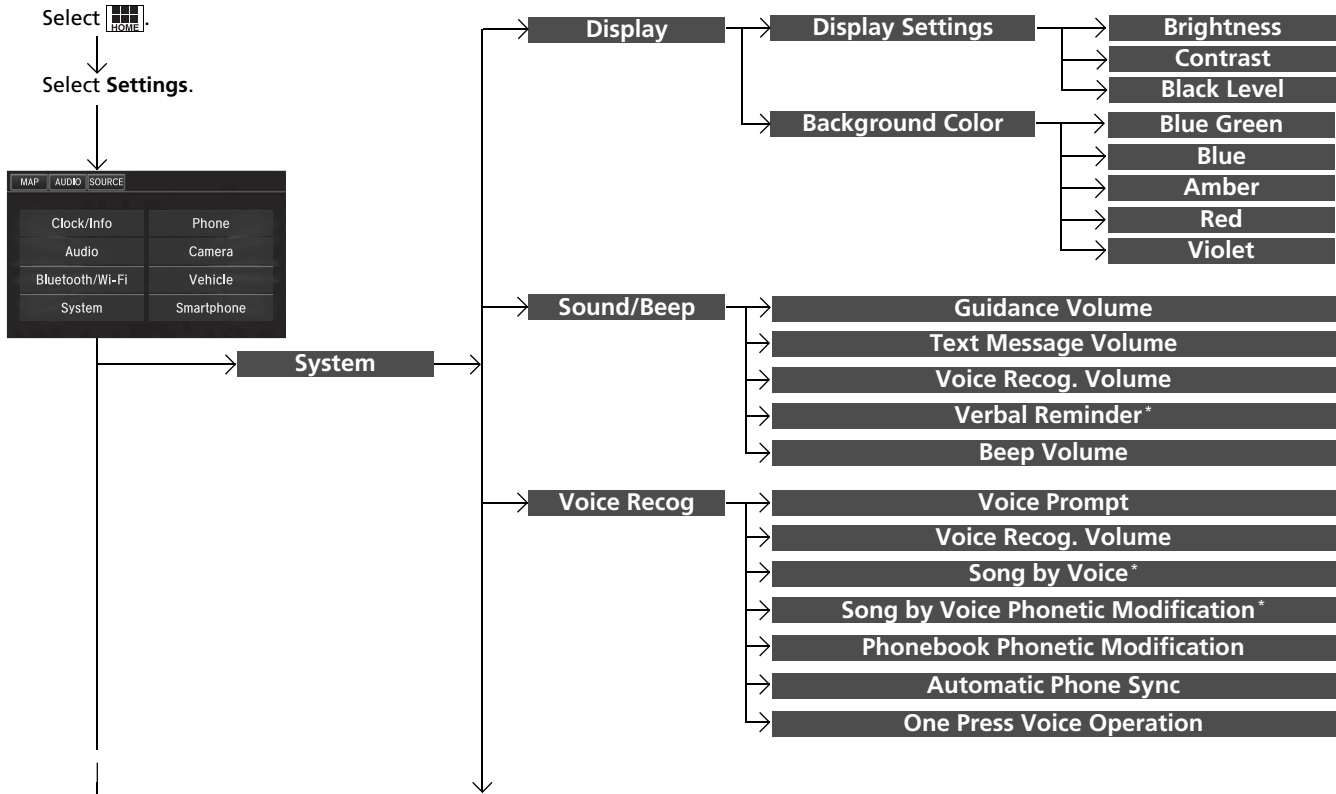 Select HOME.
Select Settings.
MAP AUDIO SOURCE
Clock/Info Phone
Audio Camera
Bluetooth/Wi-Fi Vehicle
System Smartphone
System
Display
Display Settings
Brightness
Contrast
Black Level
Background Color
Blue Green
Blue
Amber
Red
Violet
Sound/Beep
Guidance Volume
Text Message Volume
Voice Recog. Volume
Verbal Reminder*
Beep Volume
Voice Recog
Voice Prompt
Voice Recog. Volume
Song by Voice*
Song by Voice Phonetic Modification*
Phonebook Phonetic Modification
Automatic Phone Sync
One Press Voice Operation